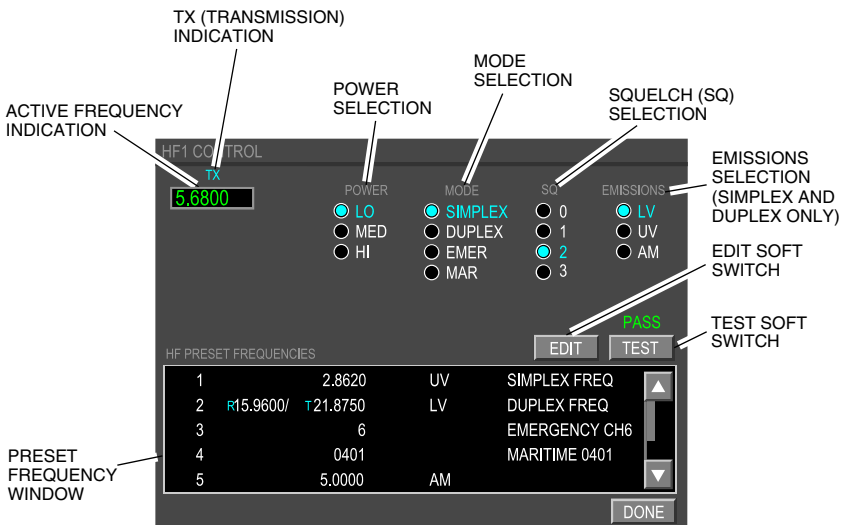 TX (TRANSMISSION)
INDICATION
MODE
SELECTION
POWER
SELECTION
SQUELCH (SQ)
SELECTION
ACTIVE FREQUENCY
INDICATION
EMISSIONS
SELECTION
(SIMPLEX AND
DUPLEX ONLY)
EDIT SOFT
SWITCH
TEST SOFT
SWITCH
PRESET
FREQUENCY
WINDOW
HF1 CONTROL
TX
5.6800
POWER
LO
MED
HI
MODE
SIMPLEX
DUPLEX
EMER
MAR
SQ
0
1
2
3
EMISSIONS
LV
UV
AM
PASS
EDIT
TEST
HF PRESET FREQUENCIES
1 2.8620 UV SIMPLEX FREQ
2 R15.9600/ T21.8750 LV DUPLEX FREQ
3 6 EMERGENCY CH6
4 0401 MARITIME 0401
5 5.0000 AM
DONE